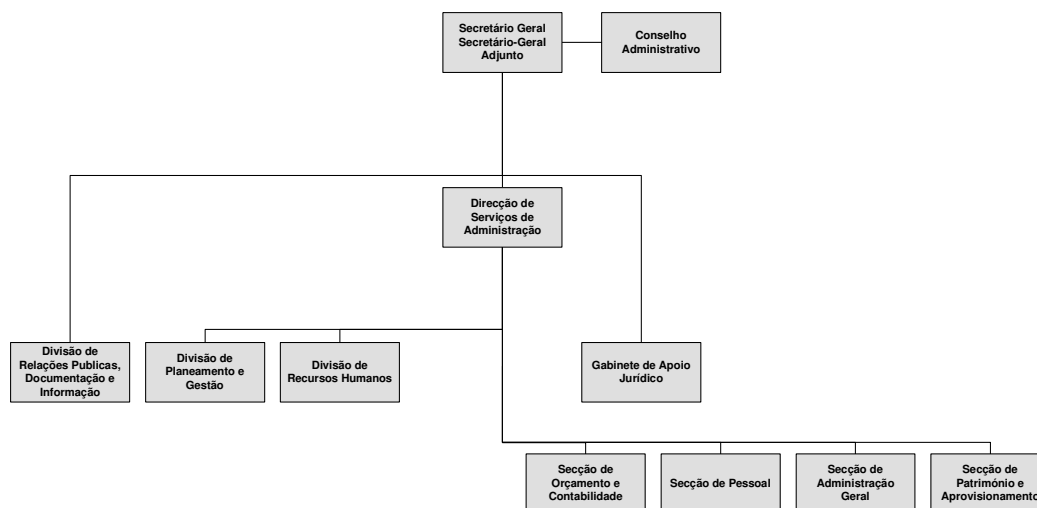 Secretário Geral
Secretário-Geral
Adjunto
Conselho
Administrativo
Direcção de
Serviços de
Administração
Divisão de
Relações Publicas,
Documentação e
Informação
Divisão de
Planeamento e
Gestão
Divisão de
Recursos Humanos
Gabinete de Apoio
Jurídico
Secção de
Orçamento e
Contabilidade
Secção de Pessoal
Secção de
Administração
Geral
Secção de
Património e
Aprovisionamento